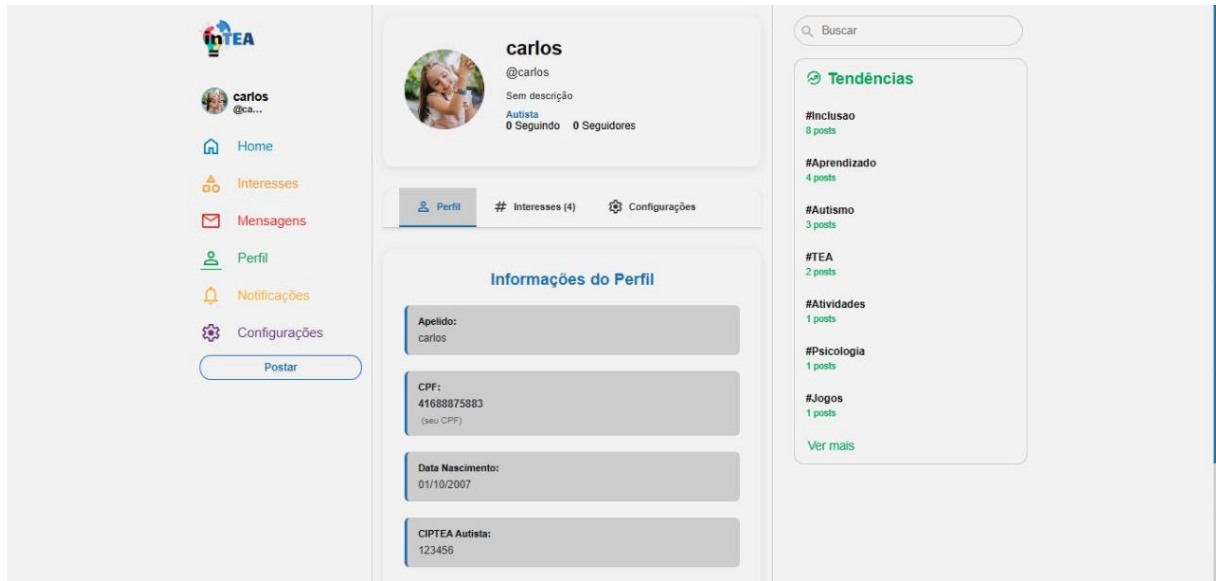 inTEA
carlos
@ca...
Home
Interesses
Mensagens
Perfil
Notificações
Configurações
Postar
carlos
@carlos
Sem descrição
Autista
0 Seguindo 0 Seguidores
Perfil
# Interesses (4)
Configurações
Informações do Perfil
Apelido:
carlos
CPF:
41688875883
(seu CPF)
Data Nascimento:
01/10/2007
CIPTEA Autista:
123456
Buscar
Tendências
#Inclusao
8 posts
#Aprendizado
4 posts
#Autismo
3 posts
#TEA
2 posts
#Atividades
1 posts
#Psicologia
1 posts
#Jogos
1 posts
Ver mais